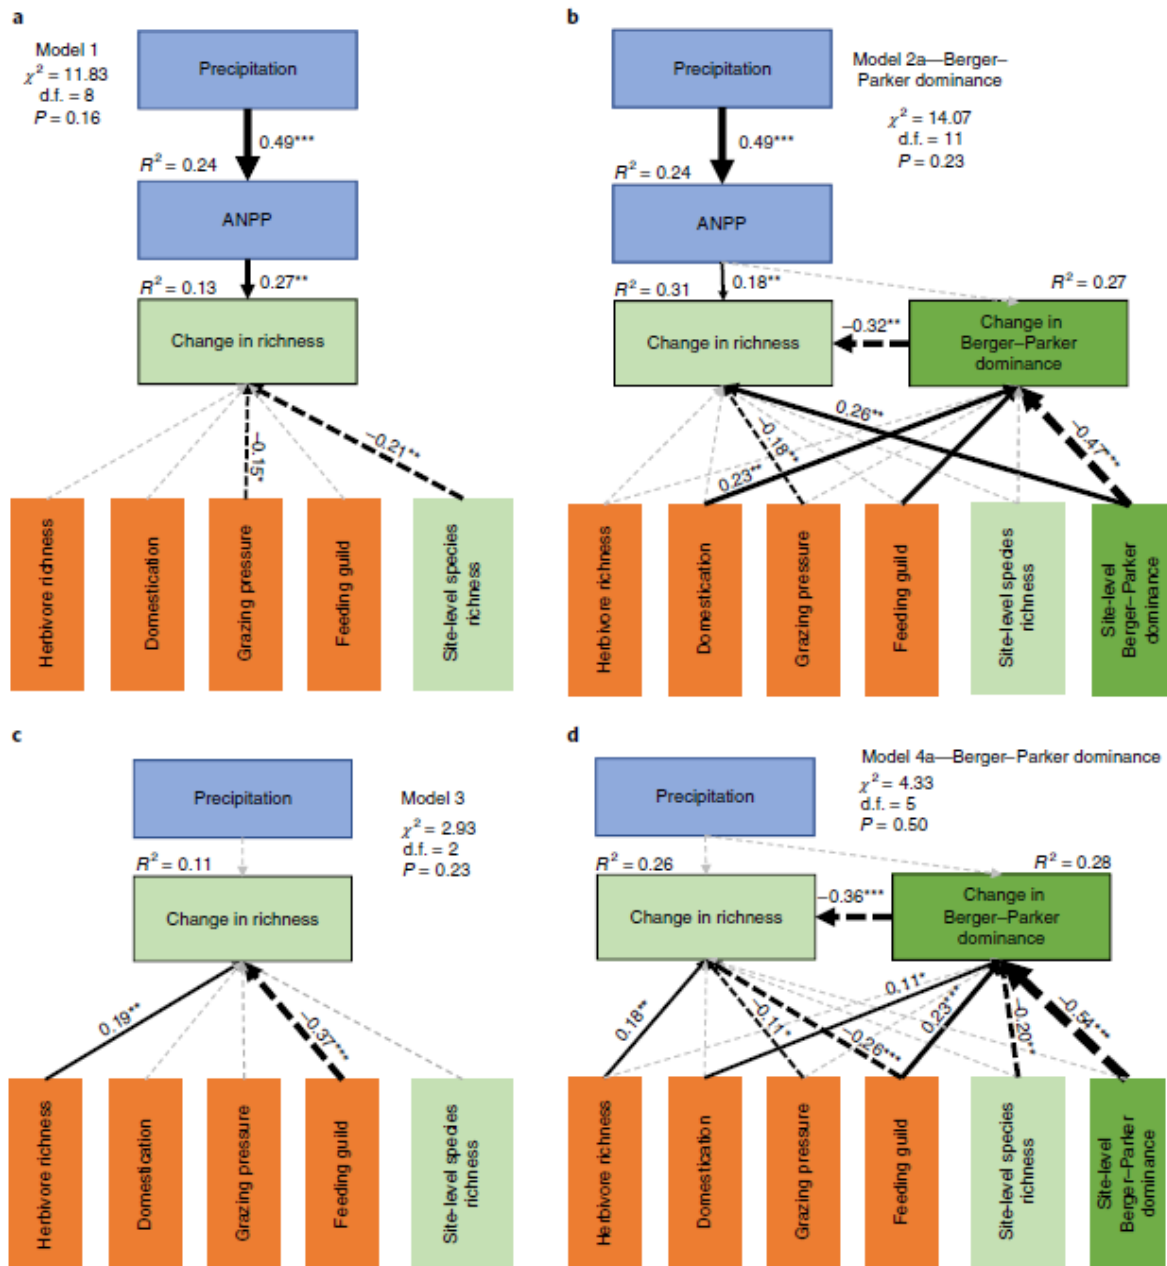 a
Model 1
χ² = 11.83
d.f. = 8
P = 0.16
Precipitation
0.49***
R² = 0.24
ANPP
R² = 0.13
0.27**
Change in richness
−0.15*
−0.21**
Herbivore richness
Domestication
Grazing pressure
Feeding guild
Site-level species
richness
b
Precipitation
Model 2a—Berger–
Parker dominance
χ² = 14.07
d.f. = 11
P = 0.23
0.49***
R² = 0.24
ANPP
R² = 0.31
0.18**
R² = 0.27
Change in richness
−0.32**
Change in
Berger–Parker
dominance
0.23**
−0.18**
0.26**
−0.47***
Herbivore richness
Domestication
Grazing pressure
Feeding guild
Site-level species
richness
Site-level
Berger–Parker
dominance
c
Precipitation
Model 3
χ² = 2.93
d.f. = 2
P = 0.23
R² = 0.11
Change in richness
0.19**
−0.37***
Herbivore richness
Domestication
Grazing pressure
Feeding guild
Site-level species
richness
d
Model 4a—Berger–Parker dominance
χ² = 4.33
d.f. = 5
P = 0.50
Precipitation
R² = 0.26
R² = 0.28
Change in richness
−0.36***
Change in
Berger–Parker
dominance
0.18**
−0.11*
−0.26***
0.11*
0.23***
−0.20**
−0.54***
Herbivore richness
Domestication
Grazing pressure
Feeding guild
Site-level species
richness
Site-level
Berger–Parker
dominance